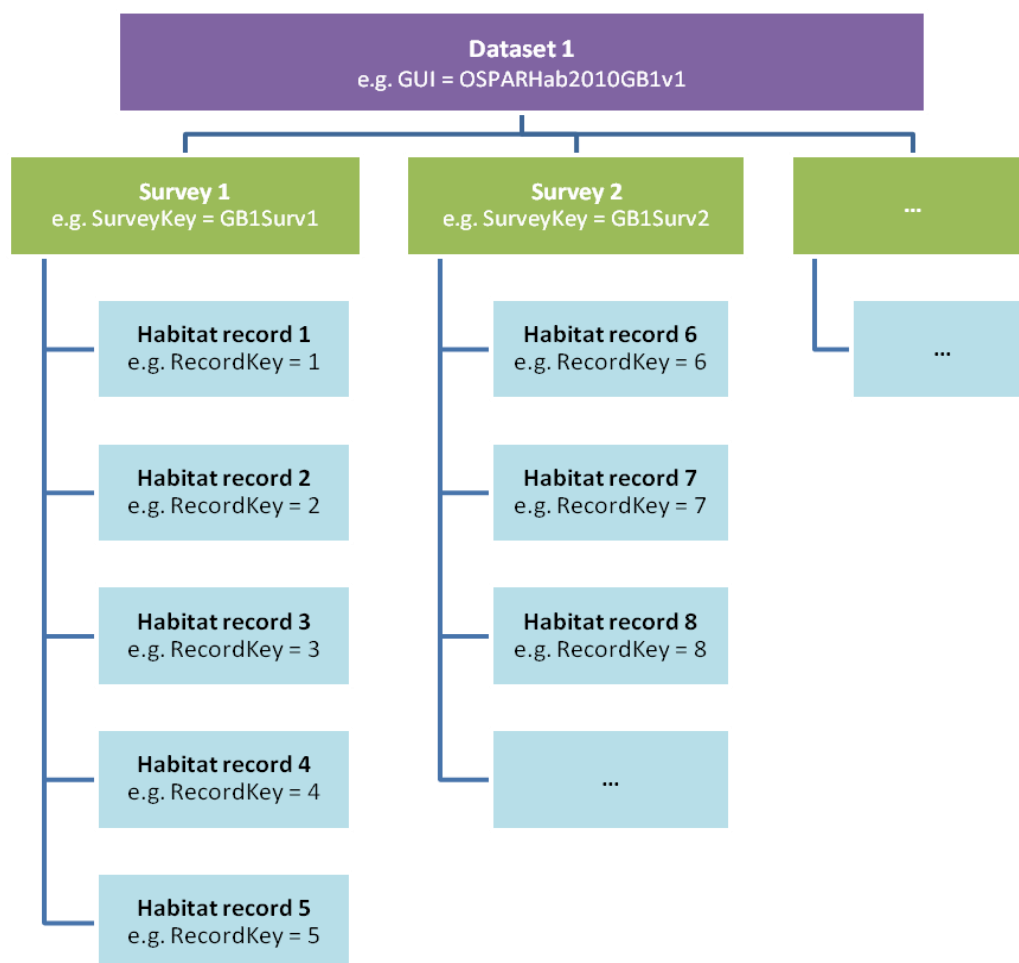 Dataset 1
e.g. GUI = OSPARHab2010GB1v1
Survey 1
e.g. SurveyKey = GB1Surv1
Survey 2
e.g. SurveyKey = GB1Surv2
...
Habitat record 1
e.g. RecordKey = 1
Habitat record 6
e.g. RecordKey = 6
...
Habitat record 2
e.g. RecordKey = 2
Habitat record 7
e.g. RecordKey = 7
Habitat record 3
e.g. RecordKey = 3
Habitat record 8
e.g. RecordKey = 8
Habitat record 4
e.g. RecordKey = 4
...
Habitat record 5
e.g. RecordKey = 5